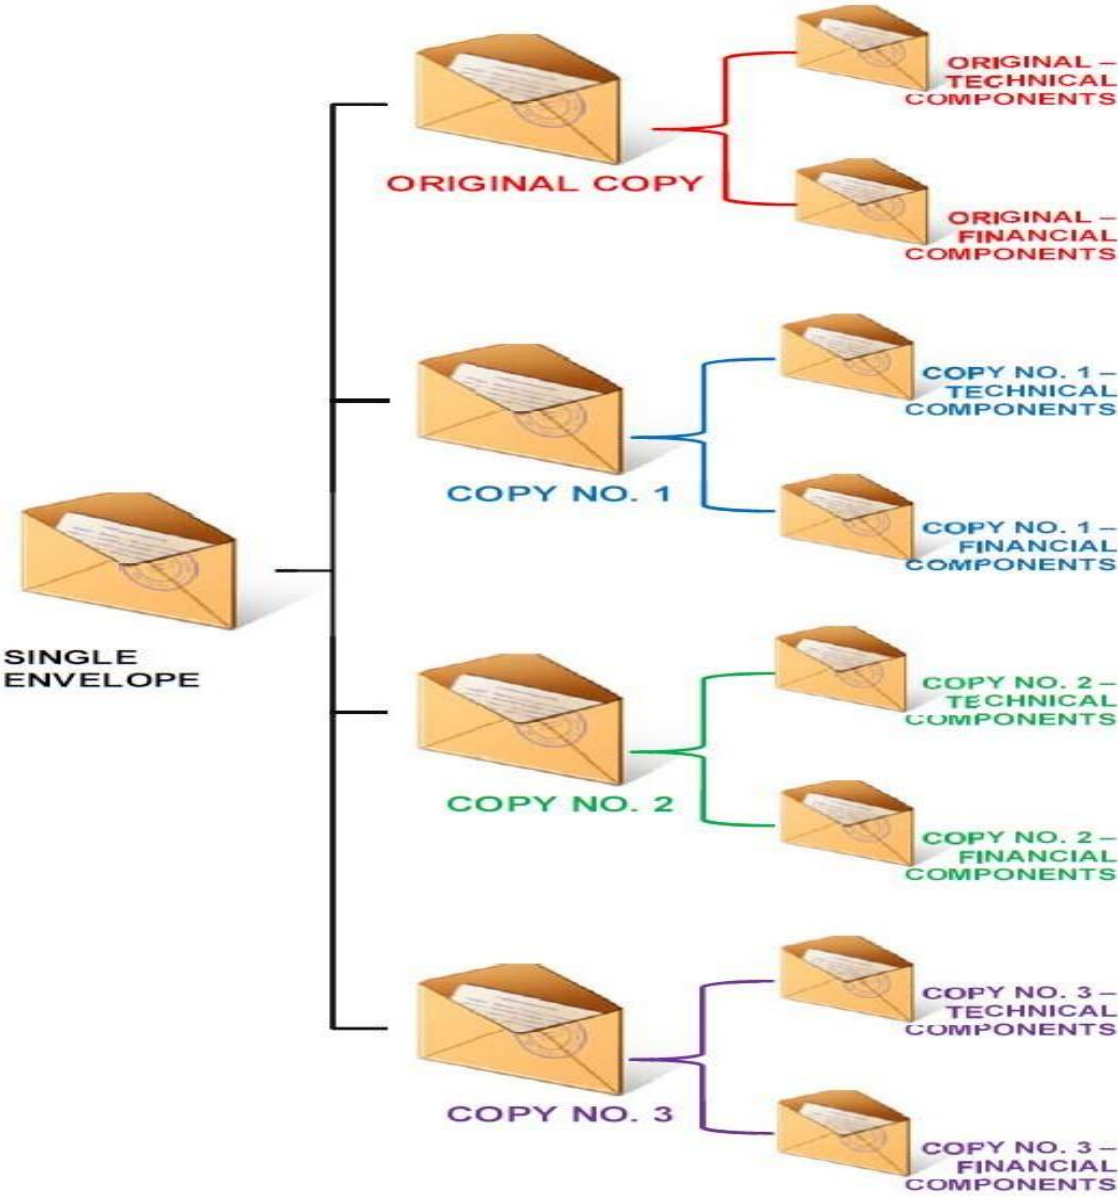 ORIGINAL –
TECHNICAL
COMPONENTS
ORIGINAL COPY
ORIGINAL –
FINANCIAL
COMPONENTS
COPY NO. 1 –
TECHNICAL
COMPONENTS
COPY NO. 1
COPY NO. 1 –
FINANCIAL
COMPONENTS
SINGLE
ENVELOPE
COPY NO. 2 –
TECHNICAL
COMPONENTS
COPY NO. 2
COPY NO. 2 –
FINANCIAL
COMPONENTS
COPY NO. 3 –
TECHNICAL
COMPONENTS
COPY NO. 3
COPY NO. 3 –
FINANCIAL
COMPONENTS